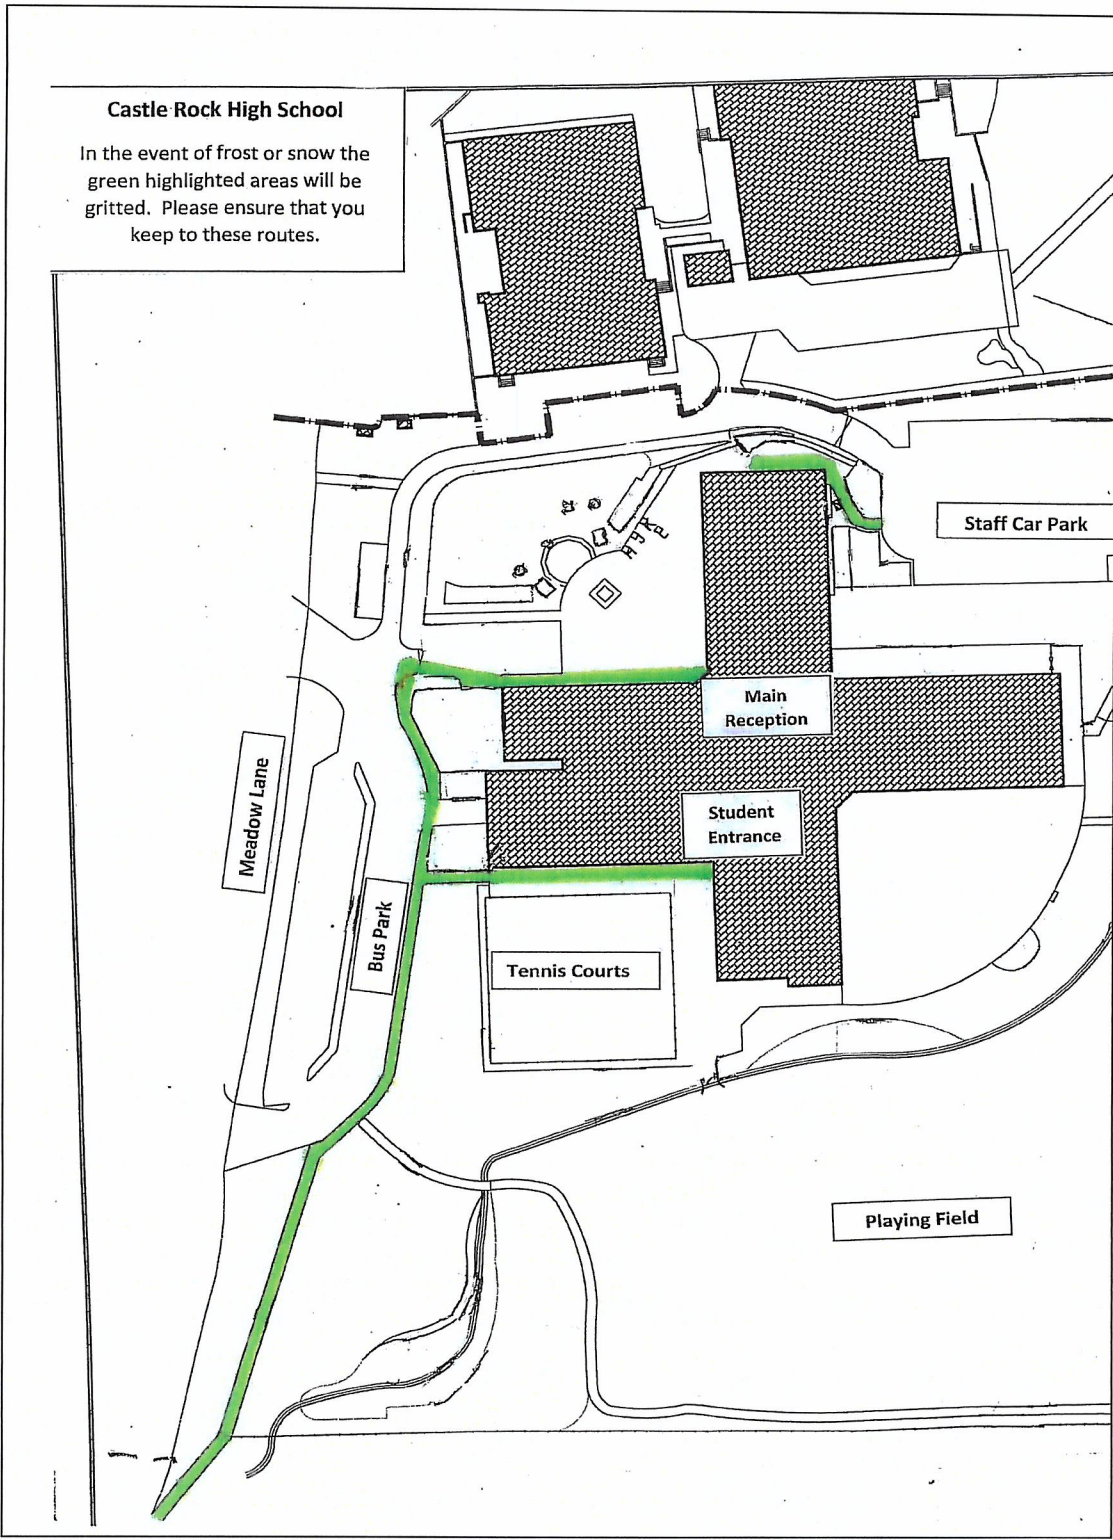 Castle Rock High School
In the event of frost or snow the
green highlighted areas will be
gritted. Please ensure that you
keep to these routes.
Staff Car Park
Main
Reception
Meadow Lane
Student
Entrance
Bus Park
Tennis Courts
Playing Field